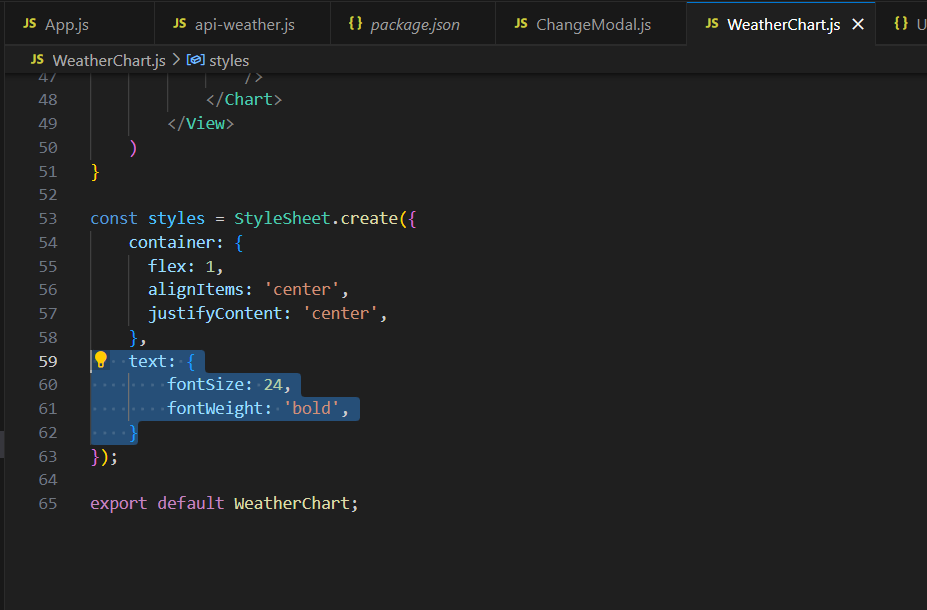 JS App.js JS api-weather.js {} package.json JS ChangeModal.js JS WeatherChart.js × {} U
JS WeatherChart.js > styles
47 />
48 </Chart>
49 </View>
50 )
51 }
52
53 const styles = StyleSheet.create({
54 container: {
55 flex: 1,
56 alignItems: 'center',
57 justifyContent: 'center',
58 },
59 text: {
60 fontSize: 24,
61 fontWeight: 'bold',
62 }
63 });
64
65 export default WeatherChart;